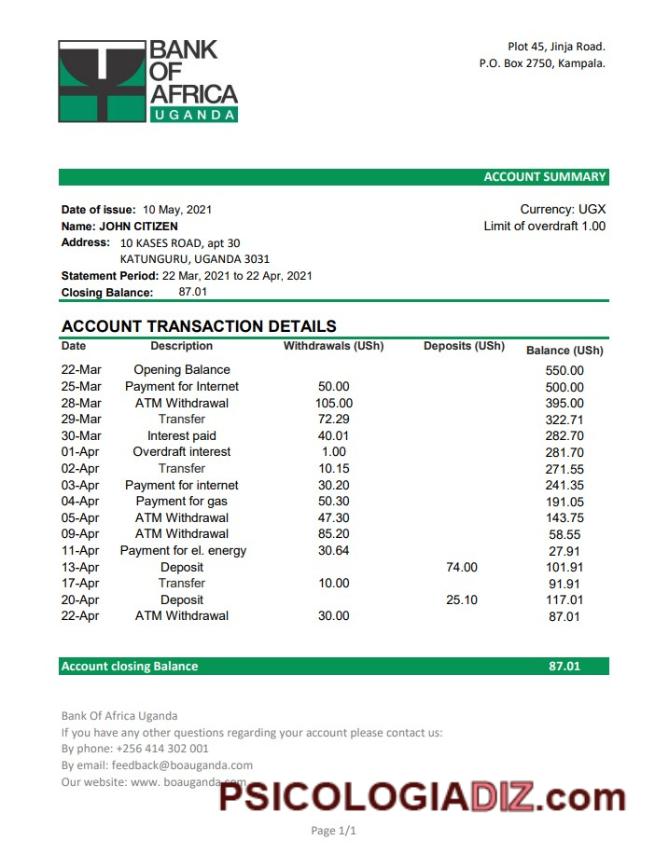 BANK
OF
AFRICA
UGANDA
Plot 45, Jinja Road.
P.O. Box 2750, Kampala.
ACCOUNT SUMMARY
Date of issue: 10 May, 2021
Currency: UGX
Name: JOHN CITIZEN
Limit of overdraft 1.00
Address: 10 KASES ROAD, apt 30
KATUNGURU, UGANDA 3031
Statement Period: 22 Mar, 2021 to 22 Apr, 2021
Closing Balance: 87.01
ACCOUNT TRANSACTION DETAILS
Date Description Withdrawals (USh) Deposits (USh) Balance (USh)
22-Mar Opening Balance 550.00
25-Mar Payment for Internet 50.00 500.00
28-Mar ATM Withdrawal 105.00 395.00
29-Mar Transfer 72.29 322.71
30-Mar Interest paid 40.01 282.70
01-Apr Overdraft interest 1.00 281.70
02-Apr Transfer 10.15 271.55
03-Apr Payment for internet 30.20 241.35
04-Apr Payment for gas 50.30 191.05
05-Apr ATM Withdrawal 47.30 143.75
09-Apr ATM Withdrawal 85.20 58.55
11-Apr Payment for el. energy 30.64 27.91
13-Apr Deposit 74.00 101.91
17-Apr Transfer 10.00 91.91
20-Apr Deposit 25.10 117.01
22-Apr ATM Withdrawal 30.00 87.01
Account closing Balance 87.01
Bank Of Africa Uganda
If you have any other questions regarding your account please contact us:
By phone: +256 414 302 001
By email: feedback@boauganda.com
Our website: www. boauganda.com
PSICOLOGIADIZ.com
Page 1/1